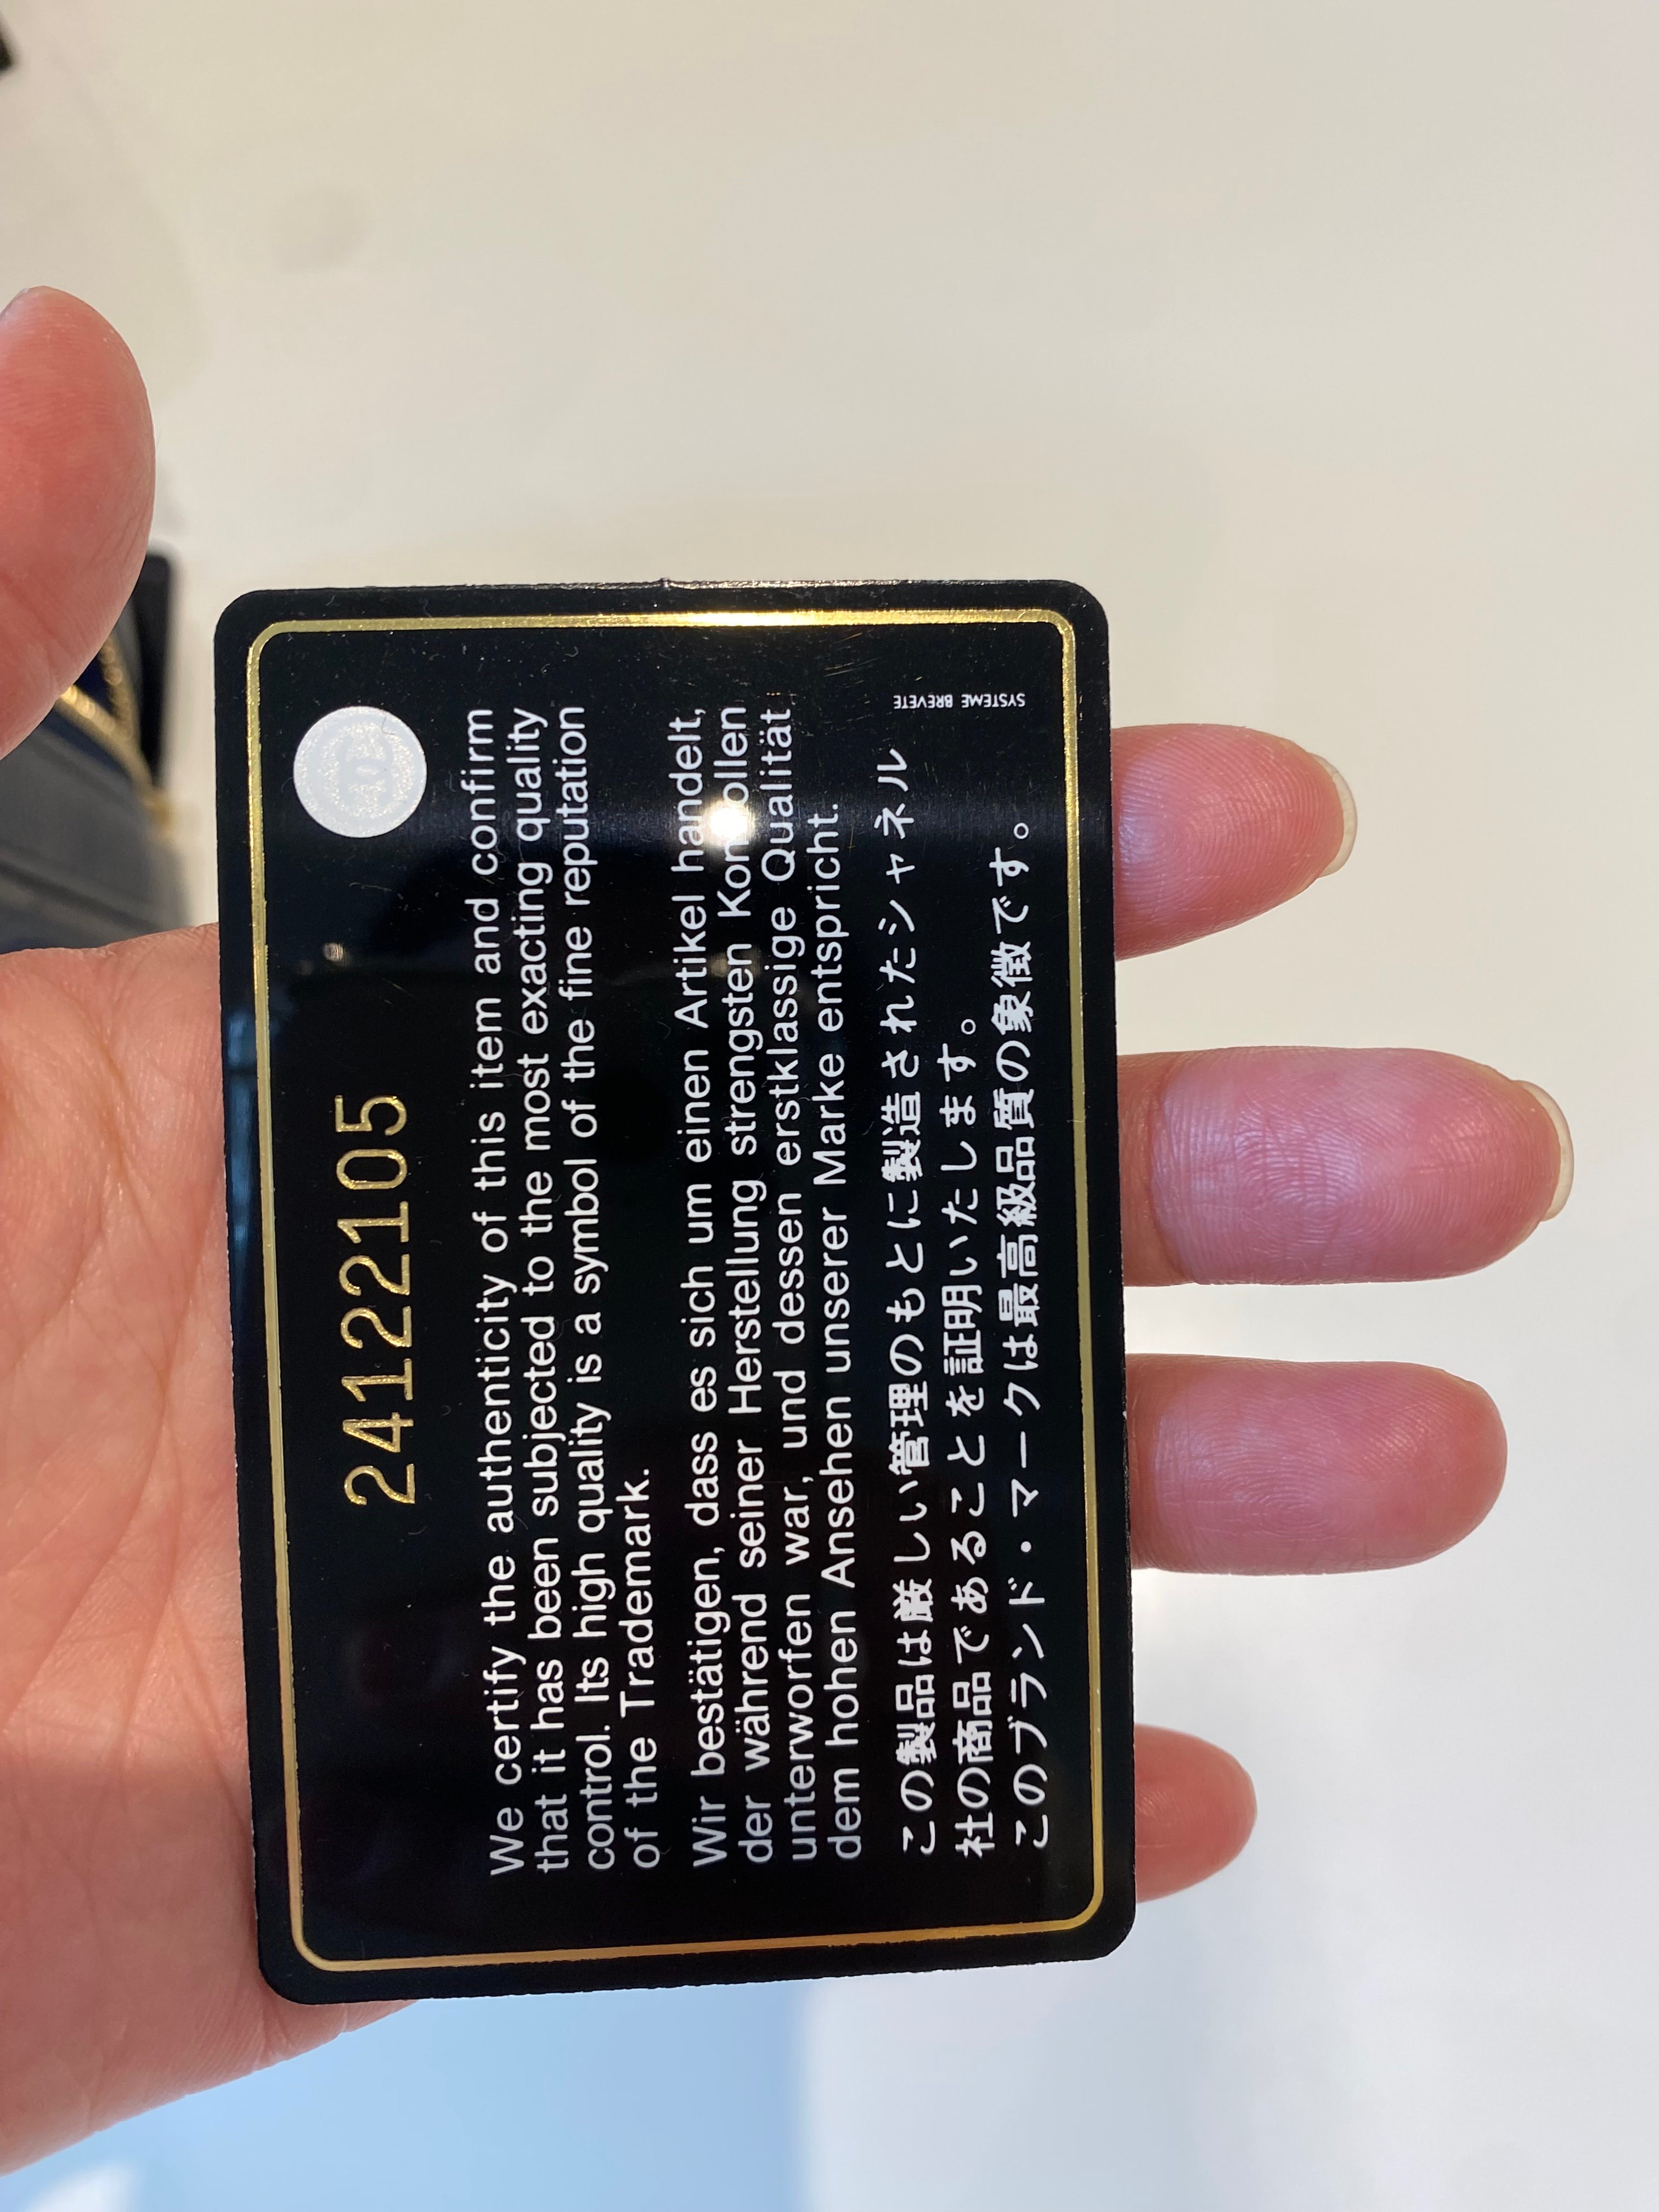 24122105
We certify the authenticity of this item and confirm
that it has been subjected to the most exacting quality
control. Its high quality is a symbol of the fine reputation
of the Trademark.
Wir bestätigen, dass es sich um einen Artikel handelt,
der während seiner Herstellung strengsten Kontrollen
unterworfen war, und dessen erstklassige Qualität
dem hohen Ansehen unserer Marke entspricht.
この製品は厳しい管理のもとに製造されたシャネル
社の商品であることを証明いたします。
このブランド・マークは最高級品質の象徴です。
SYSTEME BREVETE